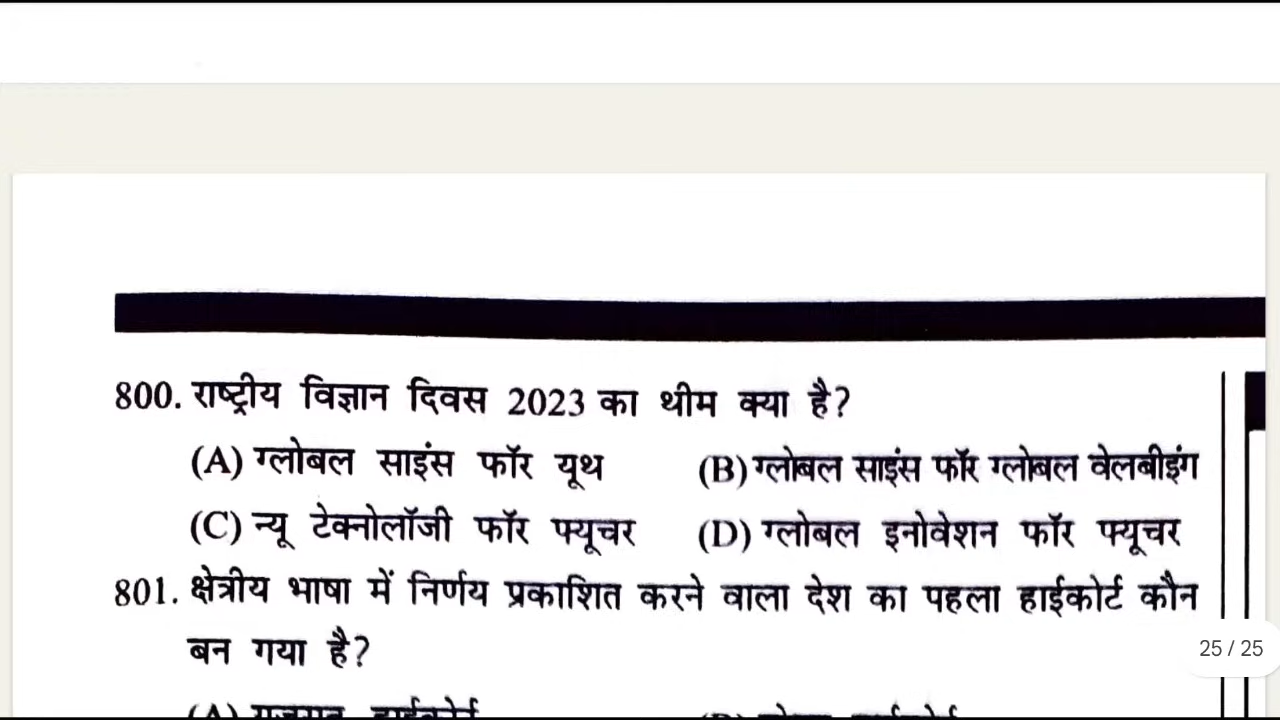 800. राष्ट्रीय विज्ञान दिवस 2023 का थीम क्या है?
(A) ग्लोबल साइंस फॉर यूथ (B) ग्लोबल साइंस फॉर ग्लोबल वेलबीइंग
(C) न्यू टेक्नोलॉजी फॉर फ्यूचर (D) ग्लोबल इनोवेशन फॉर फ्यूचर
801. क्षेत्रीय भाषा में निर्णय प्रकाशित करने वाला देश का पहला हाईकोर्ट कौन
बन गया है?
25 / 25